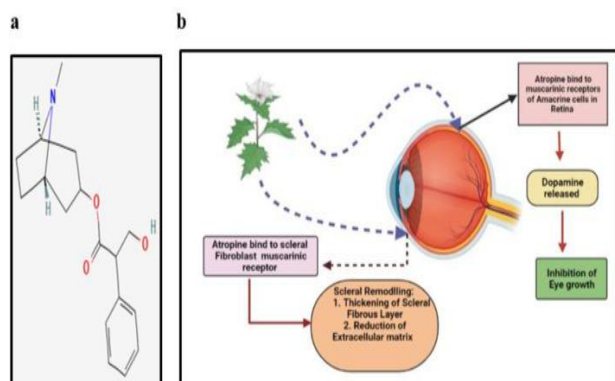 a
b
H
N
H
O
O
O
H
Atropine bind to
muscarinic receptors
of Amacrine cells in
Retina
Dopamine
released
Inhibition of
Eye growth
Atropine bind to scleral
Fibroblast muscarinic
receptor
Scleral Remodlling:
1. Thickening of Scleral
Fibrous Layer
2. Reduction of
Extracellular matrix